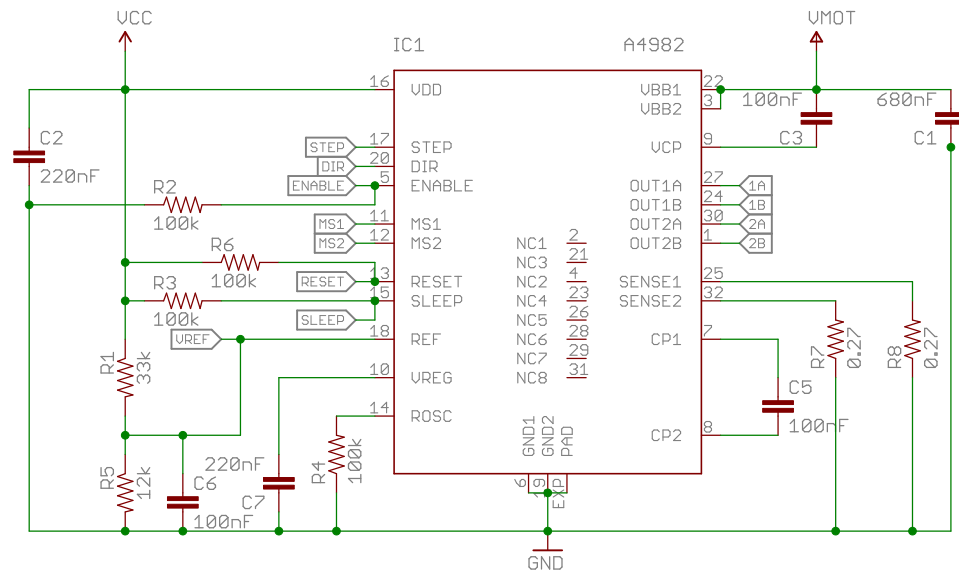 VCC
VMOT
IC1
A4982
16
VDD
VBB1
22
VBB2
3
100nF
C3
680nF
C1
C2
220nF
STEP
17
STEP
DIR
20
DIR
ENABLE
5
ENABLE
VCP
9
R2
100k
OUT1A
27
1A
OUT1B
24
1B
OUT2A
30
2A
OUT2B
1
2B
MS1
11
MS1
MS2
12
MS2
R6
100k
NC1
2
NC3
21
NC2
4
NC4
23
NC5
26
NC6
28
NC7
29
NC8
31
RESET
13
RESET
R3
100k
15
SLEEP
SLEEP
SENSE1
25
SENSE2
32
VREF
18
REF
CP1
7
R7
0.27
R8
0.27
R1
33k
10
VREG
C5
100nF
14
ROSC
CP2
8
R4
100k
GND1
GND2
PAD
6
19
EXP
220nF
C7
R5
12k
C6
100nF
GND